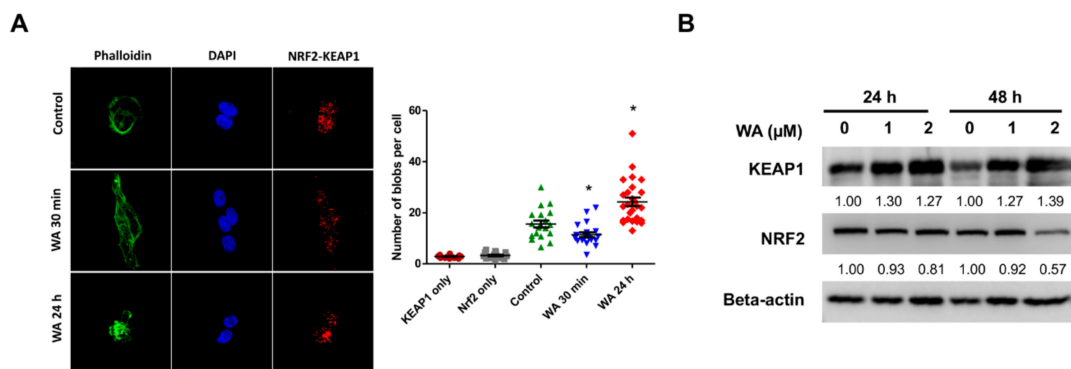 A
Phalloidin DAPI NRF2-KEAP1
Control
WA 30 min
WA 24 h
Number of blobs per cell
60
40
20
0
KEAP1 only
Nrf2 only
Control
WA 30 min
WA 24 h
*
*
B
24 h 48 h
WA (µM) 0 1 2 0 1 2
KEAP1
1.00 1.30 1.27 1.00 1.27 1.39
NRF2
1.00 0.93 0.81 1.00 0.92 0.57
Beta-actin